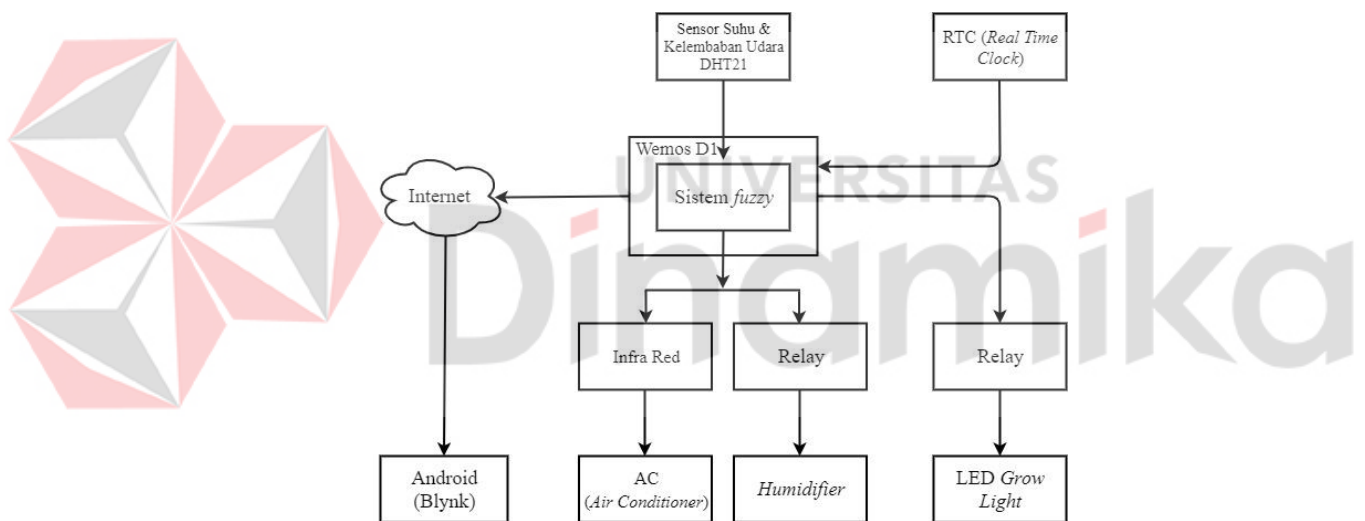 Sensor Suhu &
Kelembaban Udara
DHT21
RTC (Real Time
Clock)
Wemos D1
UNIVERSITAS
Internet
Sistem fuzzy
Dinamika
Infra Red
Relay
Relay
Android
(Blynk)
AC
(Air Conditioner)
Humidifier
LED Grow
Light